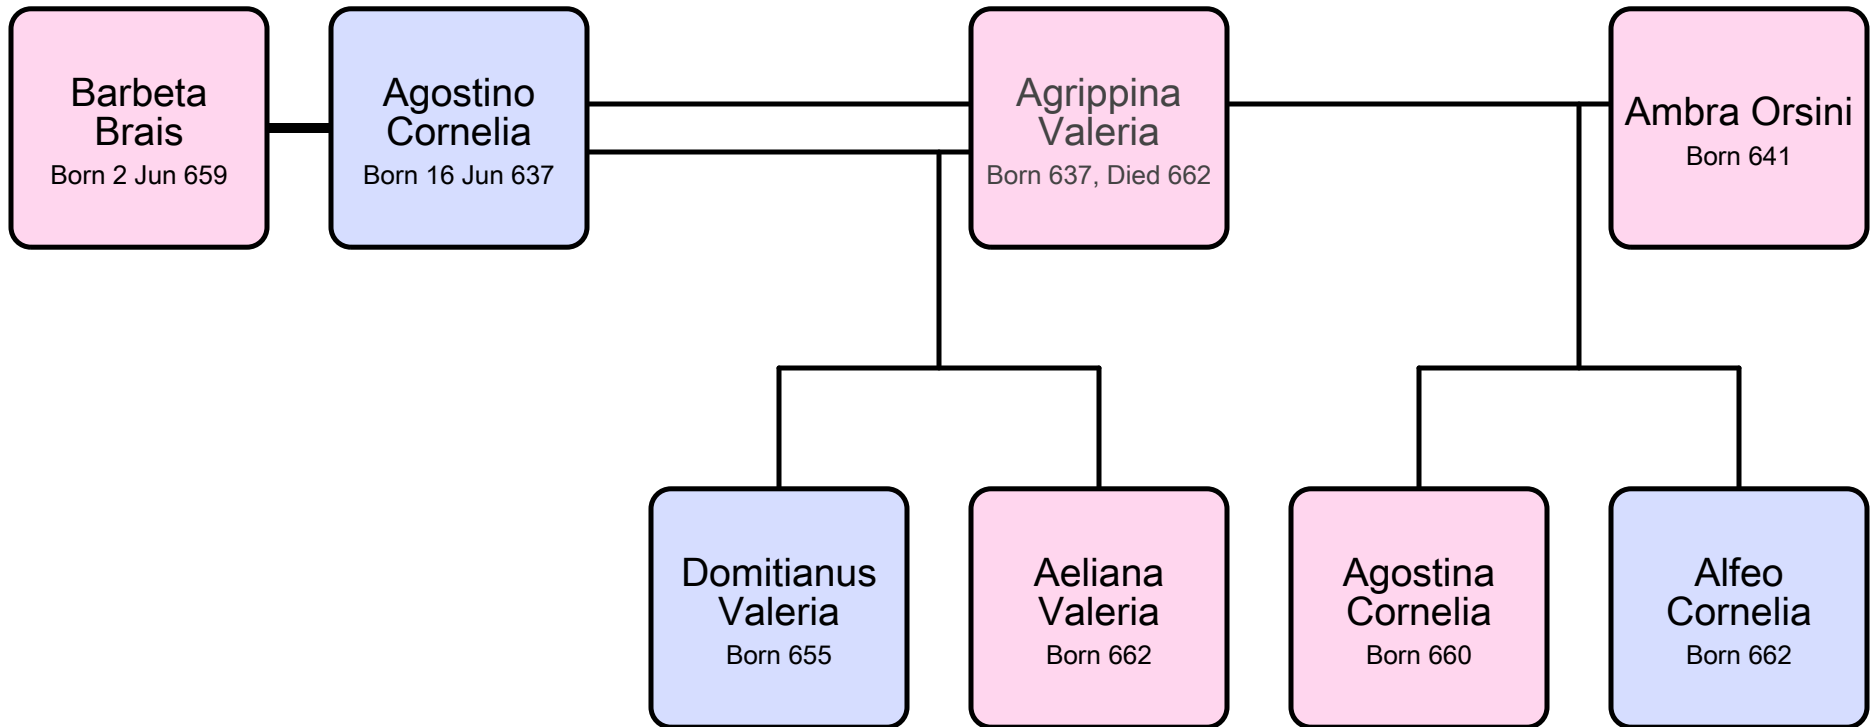 Barbeta
Brais
Born 2 Jun 659
Agostino
Cornelia
Born 16 Jun 637
Agrippina
Valeria
Born 637, Died 662
Ambra Orsini
Born 641
Domitianus
Valeria
Born 655
Aeliana
Valeria
Born 662
Agostina
Cornelia
Born 660
Alfeo
Cornelia
Born 662